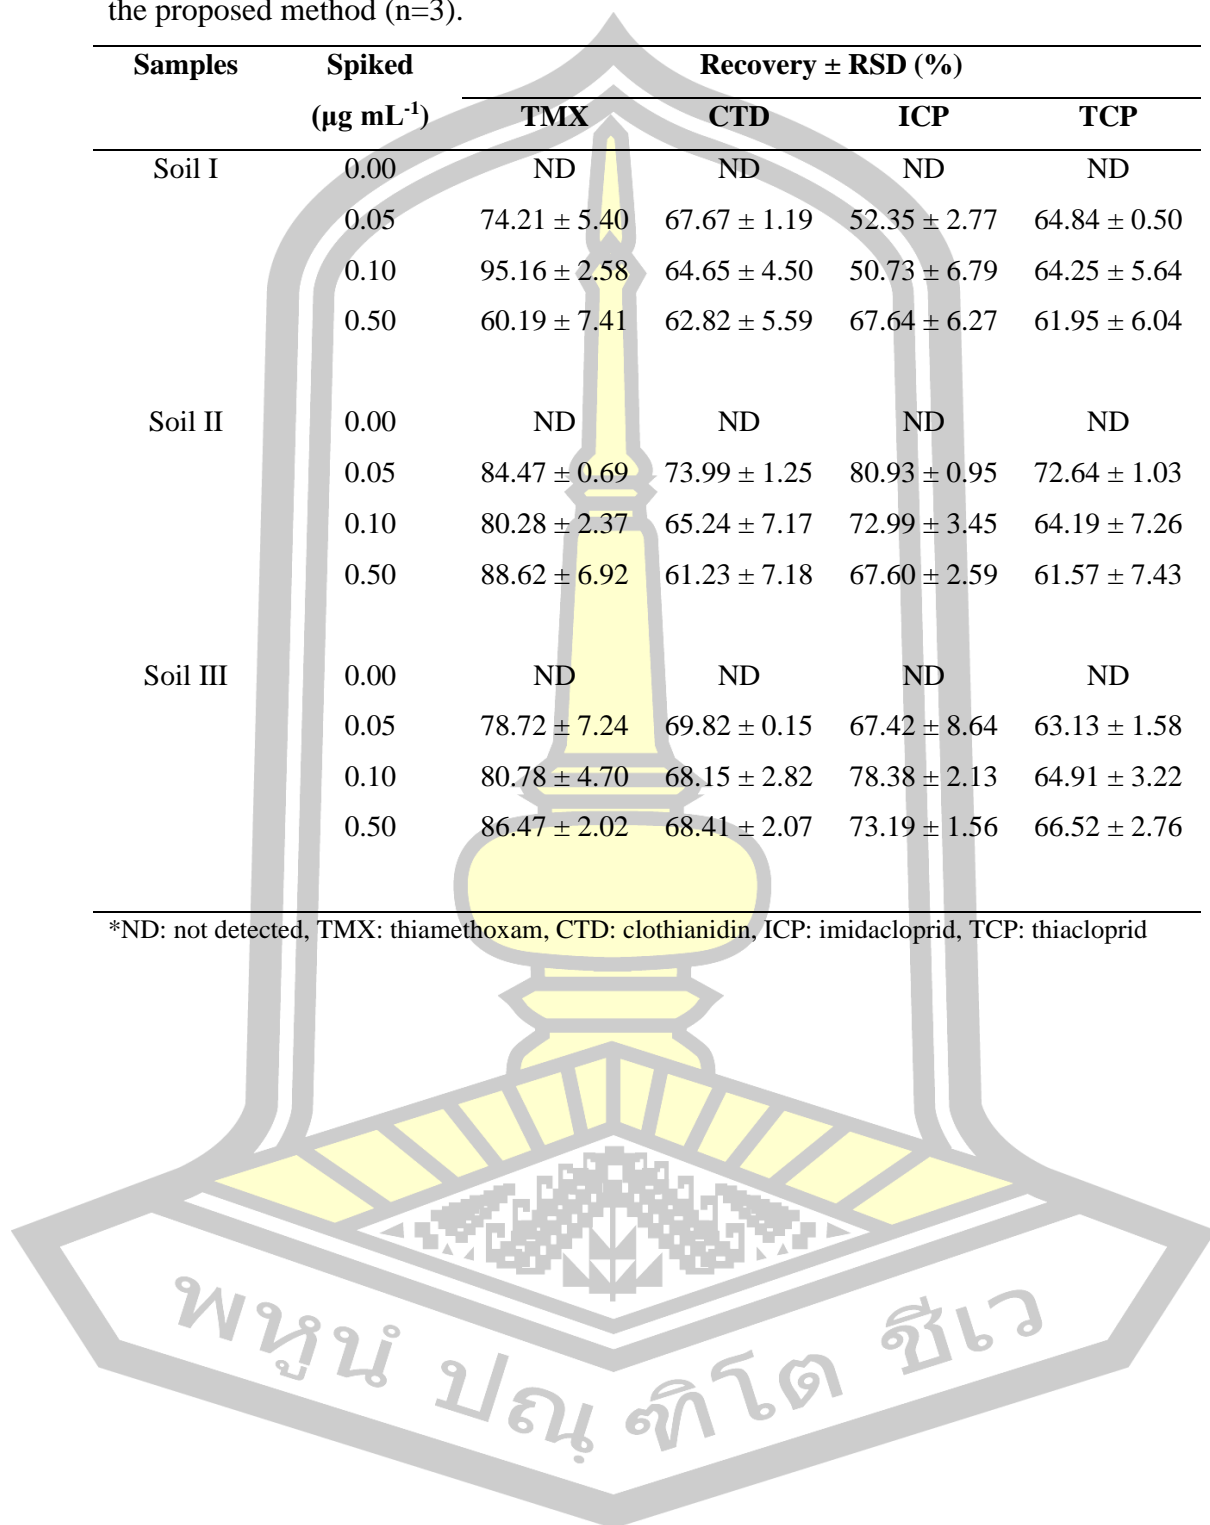 the proposed method (n=3).
Samples Spiked Recovery ± RSD (%)
(µg mL-1) TMX CTD ICP TCP
Soil I 0.00 ND ND ND ND
0.05 74.21 ± 5.40 67.67 ± 1.19 52.35 ± 2.77 64.84 ± 0.50
0.10 95.16 ± 2.58 64.65 ± 4.50 50.73 ± 6.79 64.25 ± 5.64
0.50 60.19 ± 7.41 62.82 ± 5.59 67.64 ± 6.27 61.95 ± 6.04
Soil II 0.00 ND ND ND ND
0.05 84.47 ± 0.69 73.99 ± 1.25 80.93 ± 0.95 72.64 ± 1.03
0.10 80.28 ± 2.37 65.24 ± 7.17 72.99 ± 3.45 64.19 ± 7.26
0.50 88.62 ± 6.92 61.23 ± 7.18 67.60 ± 2.59 61.57 ± 7.43
Soil III 0.00 ND ND ND ND
0.05 78.72 ± 7.24 69.82 ± 0.15 67.42 ± 8.64 63.13 ± 1.58
0.10 80.78 ± 4.70 68.15 ± 2.82 78.38 ± 2.13 64.91 ± 3.22
0.50 86.47 ± 2.02 68.41 ± 2.07 73.19 ± 1.56 66.52 ± 2.76
*ND: not detected, TMX: thiamethoxam, CTD: clothianidin, ICP: imidacloprid, TCP: thiacloprid
พหูนํ ปณฺฑิโต ชีเว